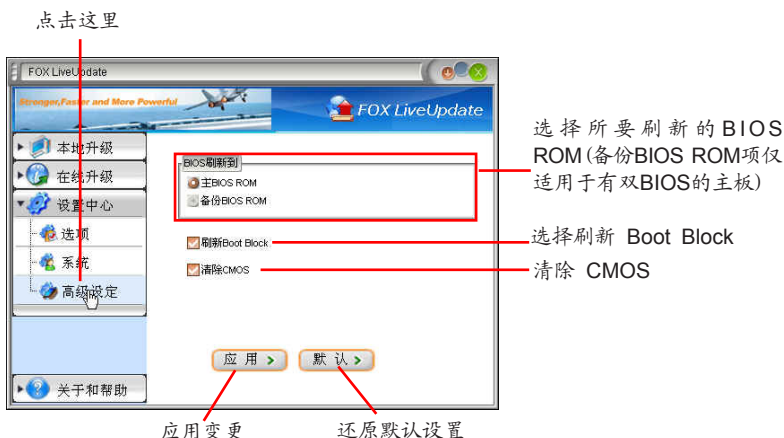 点击这里
FOX LiveUpdate
Stronger,Faster and More Powerful
FOX LiveUpdate
本地升级
在线升级
设置中心
选项
系统
高级设定
关于和帮助
BIOS刷新到
主BIOS ROM
备份BIOS ROM
刷新Boot Block
清除CMOS
应 用
默 认
选择所要刷新的BIOS
ROM(备份BIOS ROM项仅
适用于有双BIOS的主板)
选择刷新 Boot Block
清除 CMOS
应用变更
还原默认设置